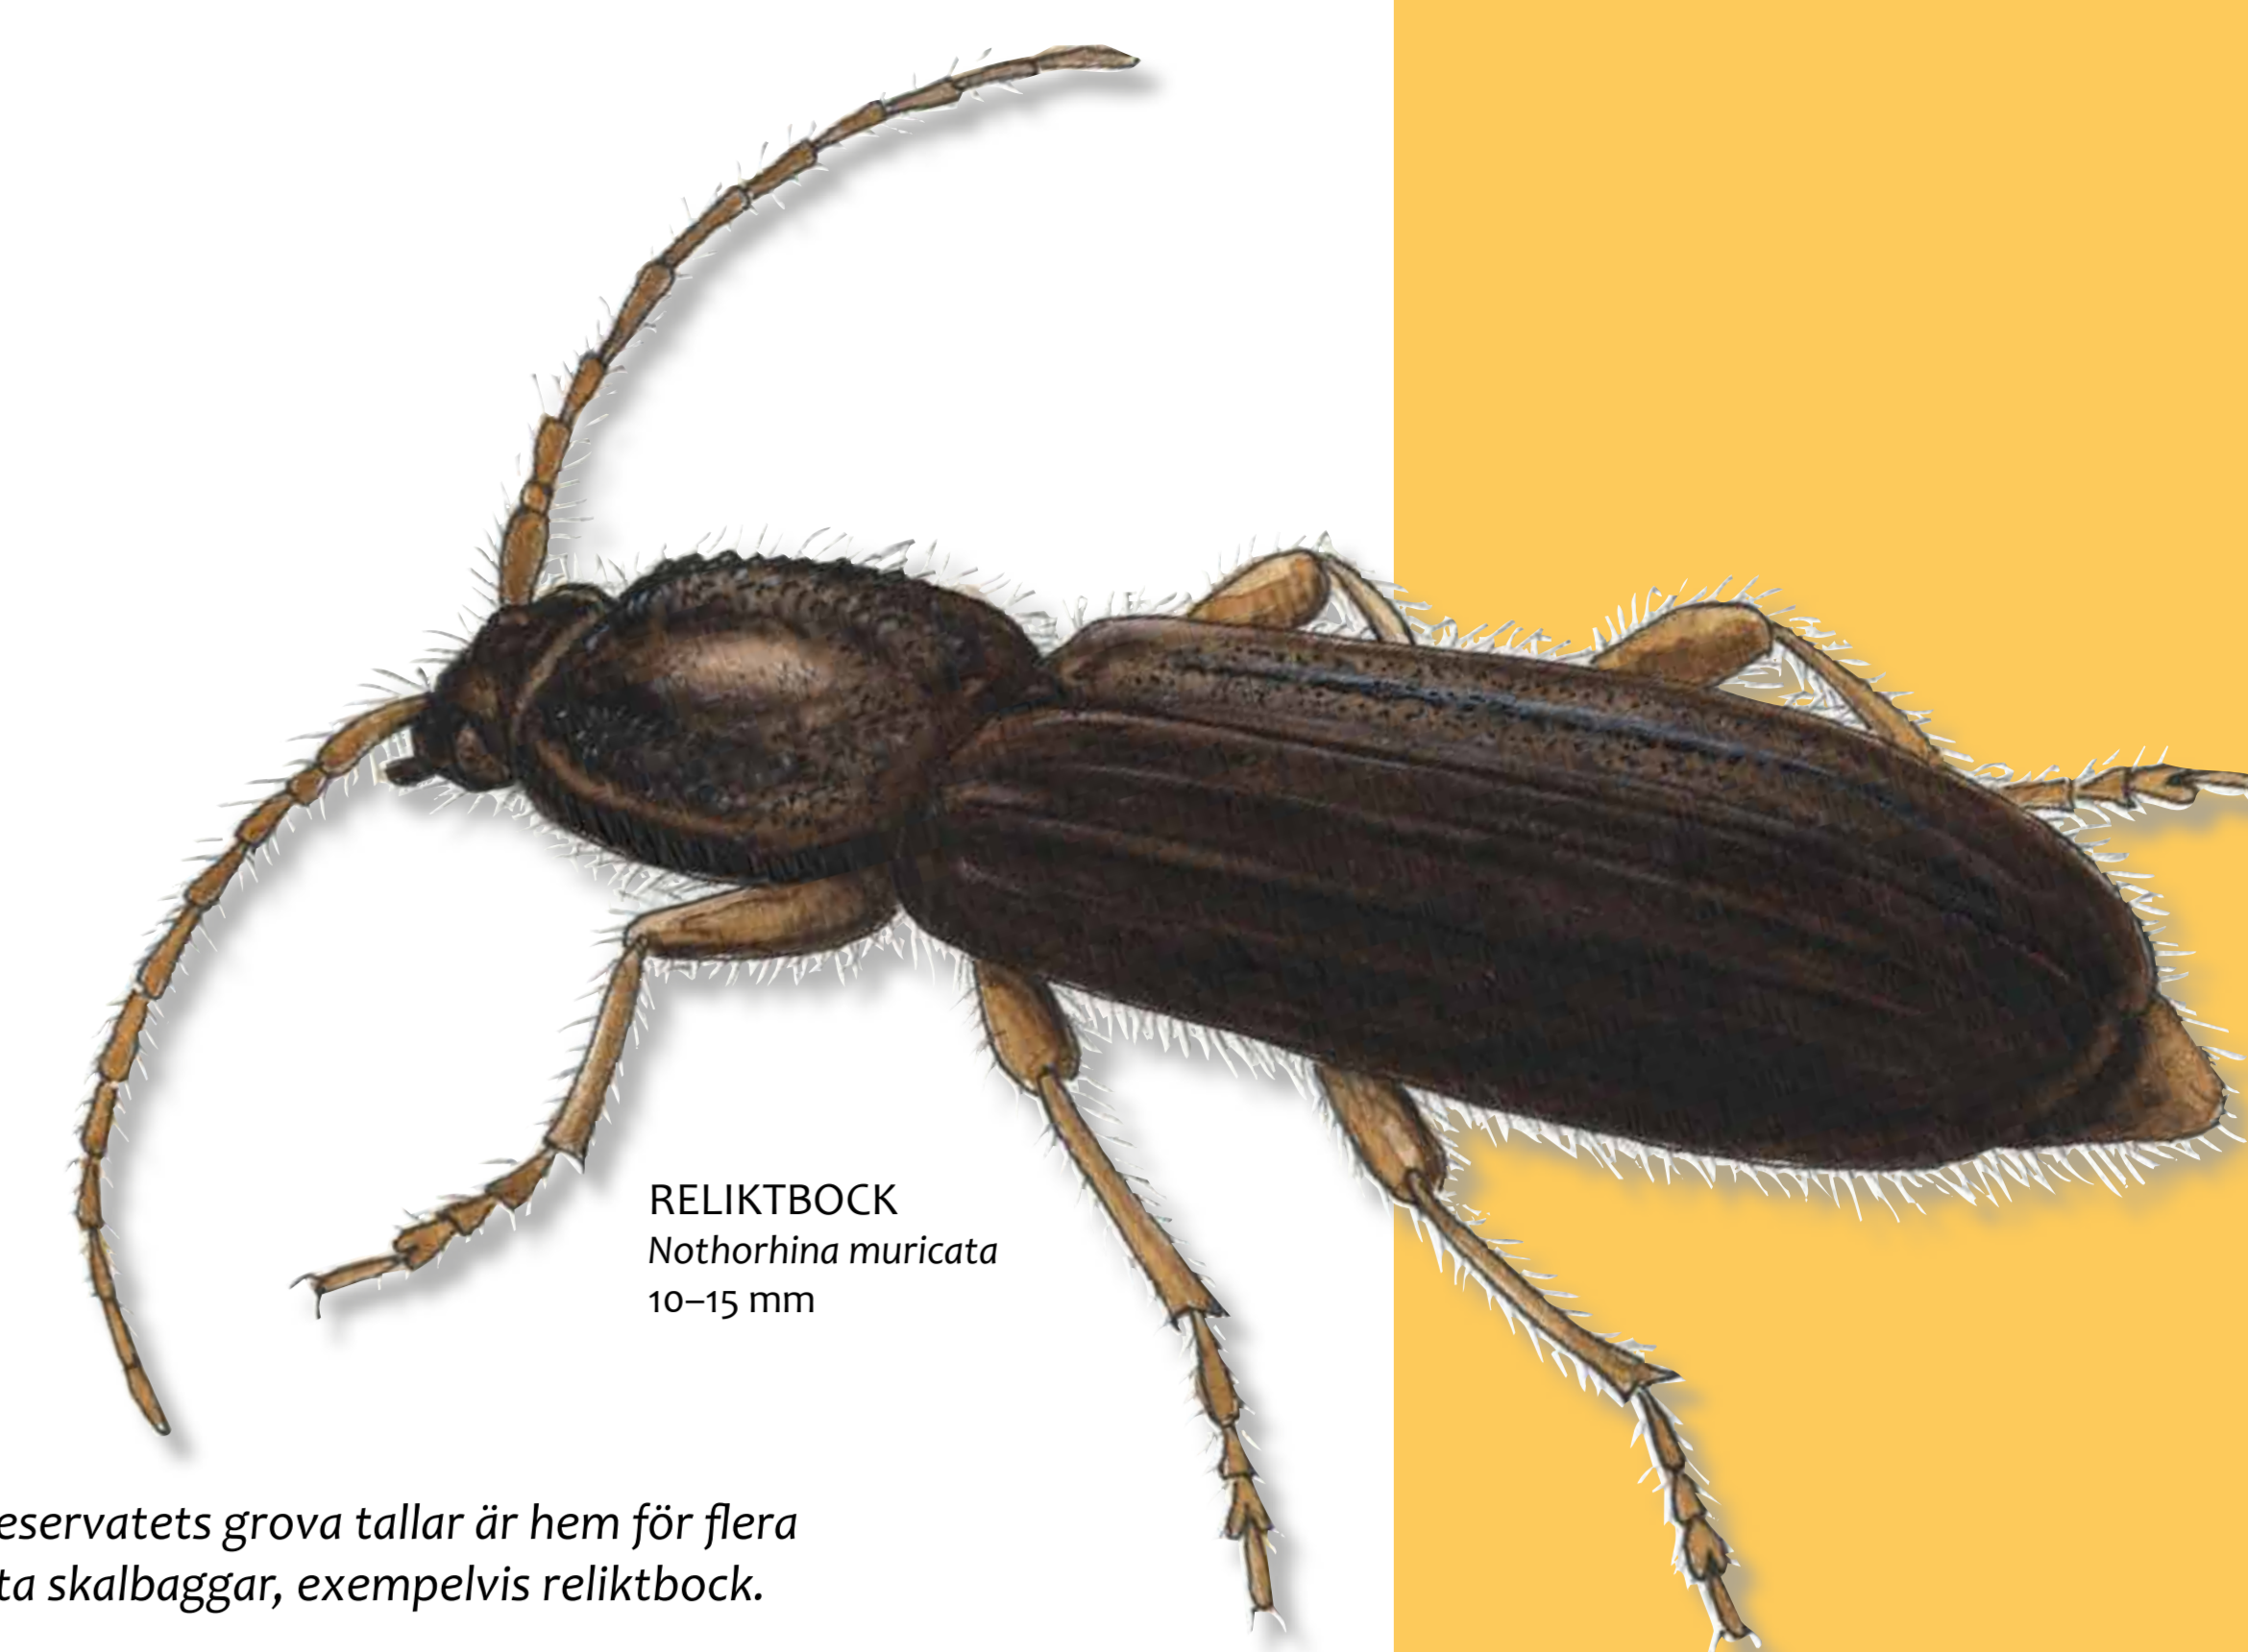 RELIKTBOCK
Nothorhina muricata
10–15 mm
eservatets grova tallar är hem för flera
ta skalbaggar, exempelvis reliktbock.